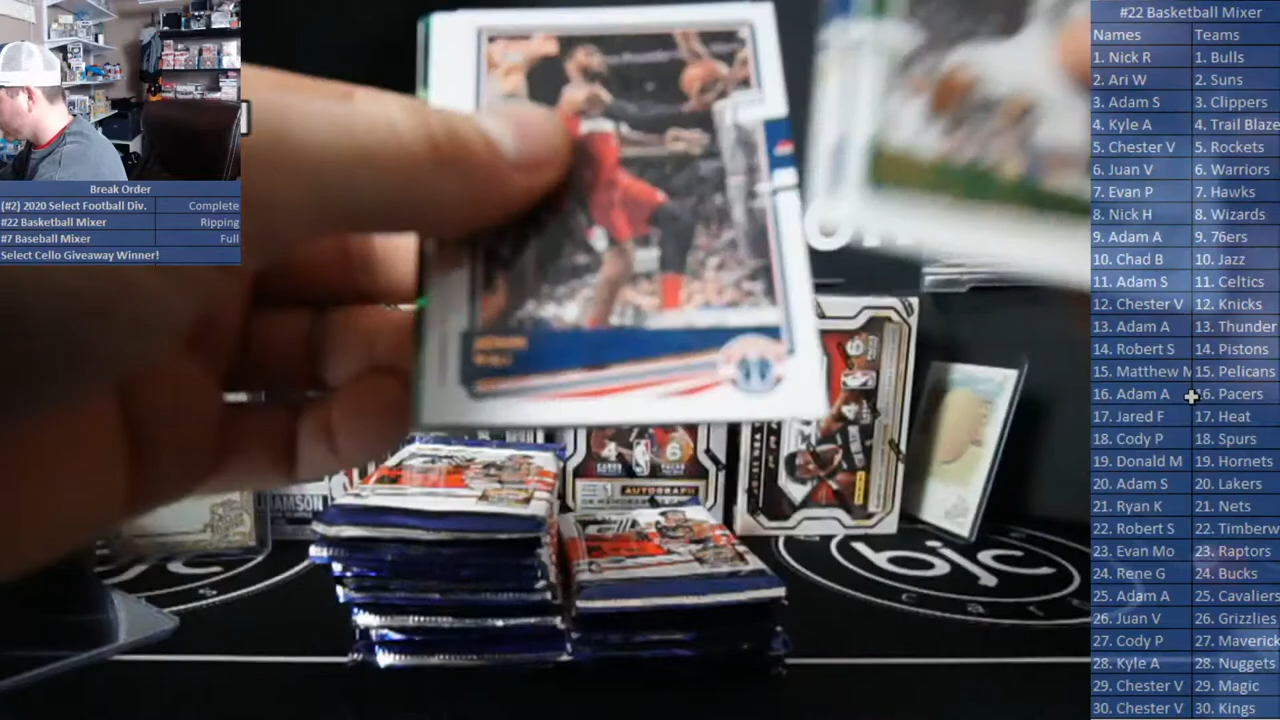 Break Order
(#2) 2020 Select Football Div. Complete
#22 Basketball Mixer Ripping
#7 Baseball Mixer Full
Select Cello Giveaway Winner!
#22 Basketball Mixer
Names Teams
1. Nick R 1. Bulls
2. Ari W 2. Suns
3. Adam S 3. Clippers
4. Kyle A 4. Trail Blaze
5. Chester V 5. Rockets
6. Juan V 6. Warriors
7. Evan P 7. Hawks
8. Nick H 8. Wizards
9. Adam A 9. 76ers
10. Chad B 10. Jazz
11. Adam S 11. Celtics
12. Chester V 12. Knicks
13. Adam A 13. Thunder
14. Robert S 14. Pistons
15. Matthew M 15. Pelicans
16. Adam A 16. Pacers
17. Jared F 17. Heat
18. Cody P 18. Spurs
19. Donald M 19. Hornets
20. Adam S 20. Lakers
21. Ryan K 21. Nets
22. Robert S 22. Timberw
23. Evan Mo 23. Raptors
24. Rene G 24. Bucks
25. Adam A 25. Cavaliers
26. Juan V 26. Grizzlies
27. Cody P 27. Maverick
28. Kyle A 28. Nuggets
29. Chester V 29. Magic
30. Chester V 30. Kings
4 6
AUTOGRAPH
bjc